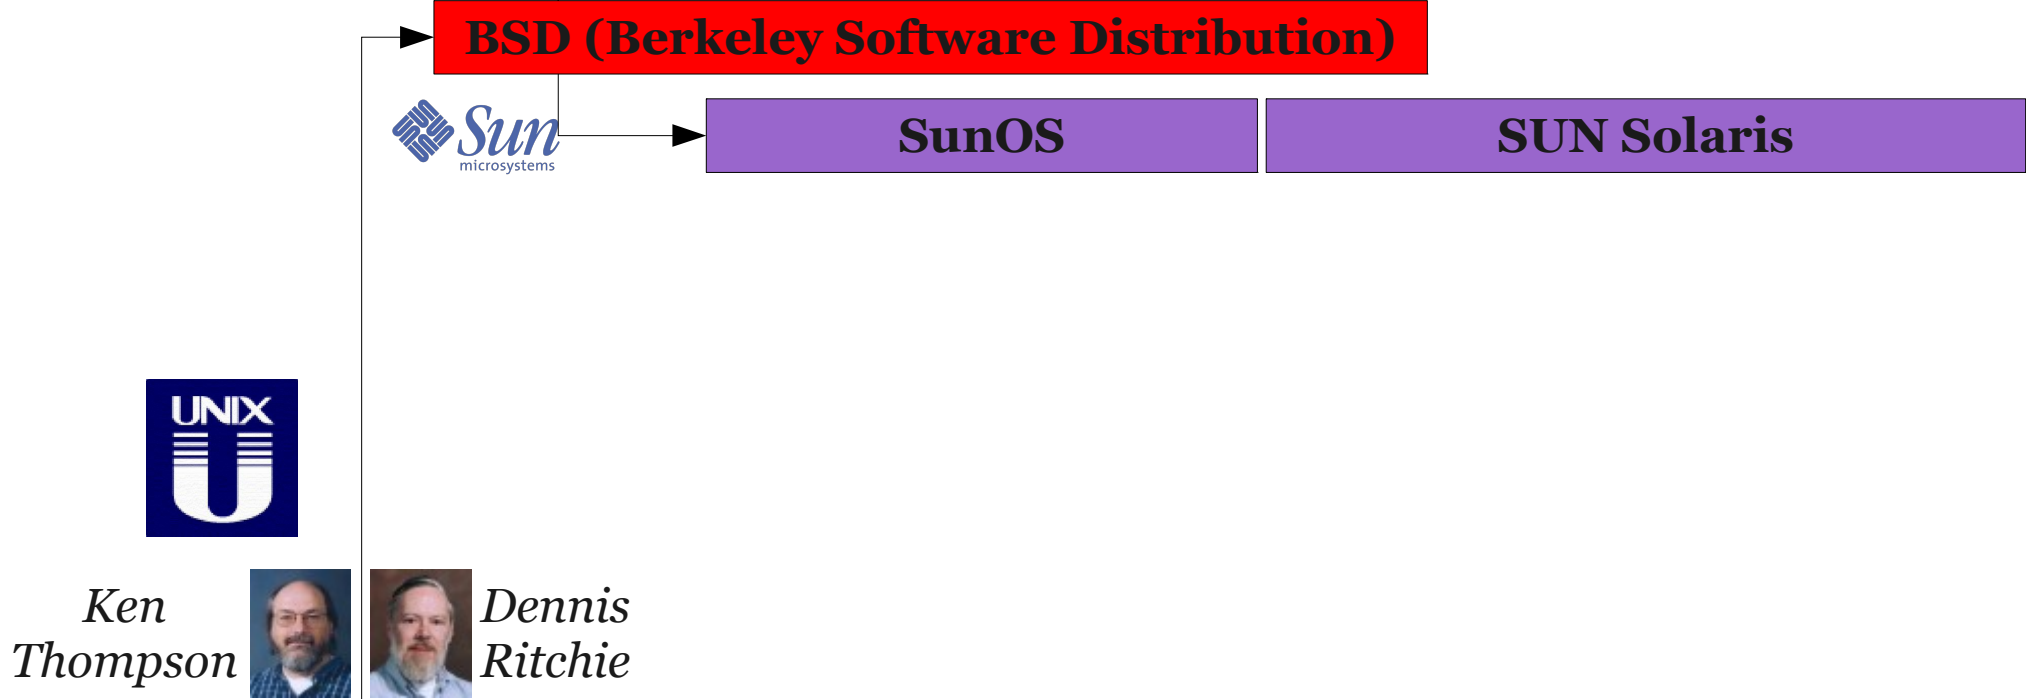 BSD (Berkeley Software Distribution)
Sun
microsystems
SunOS
SUN Solaris
UNIX
U
Ken
Thompson
Dennis
Ritchie